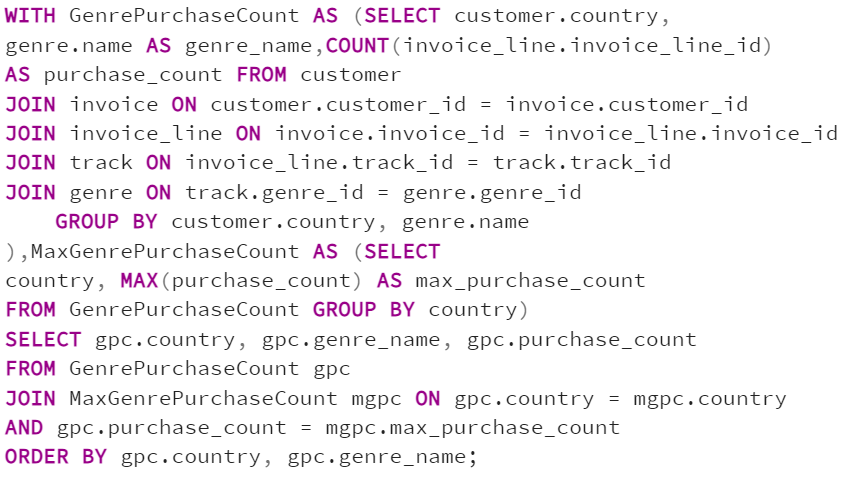 WITH GenrePurchaseCount AS (SELECT customer.country,
genre.name AS genre_name,COUNT(invoice_line.invoice_line_id)
AS purchase_count FROM customer
JOIN invoice ON customer.customer_id = invoice.customer_id
JOIN invoice_line ON invoice.invoice_id = invoice_line.invoice_id
JOIN track ON invoice_line.track_id = track.track_id
JOIN genre ON track.genre_id = genre.genre_id
    GROUP BY customer.country, genre.name
),MaxGenrePurchaseCount AS (SELECT
country, MAX(purchase_count) AS max_purchase_count
FROM GenrePurchaseCount GROUP BY country)
SELECT gpc.country, gpc.genre_name, gpc.purchase_count
FROM GenrePurchaseCount gpc
JOIN MaxGenrePurchaseCount mgpc ON gpc.country = mgpc.country
AND gpc.purchase_count = mgpc.max_purchase_count
ORDER BY gpc.country, gpc.genre_name;